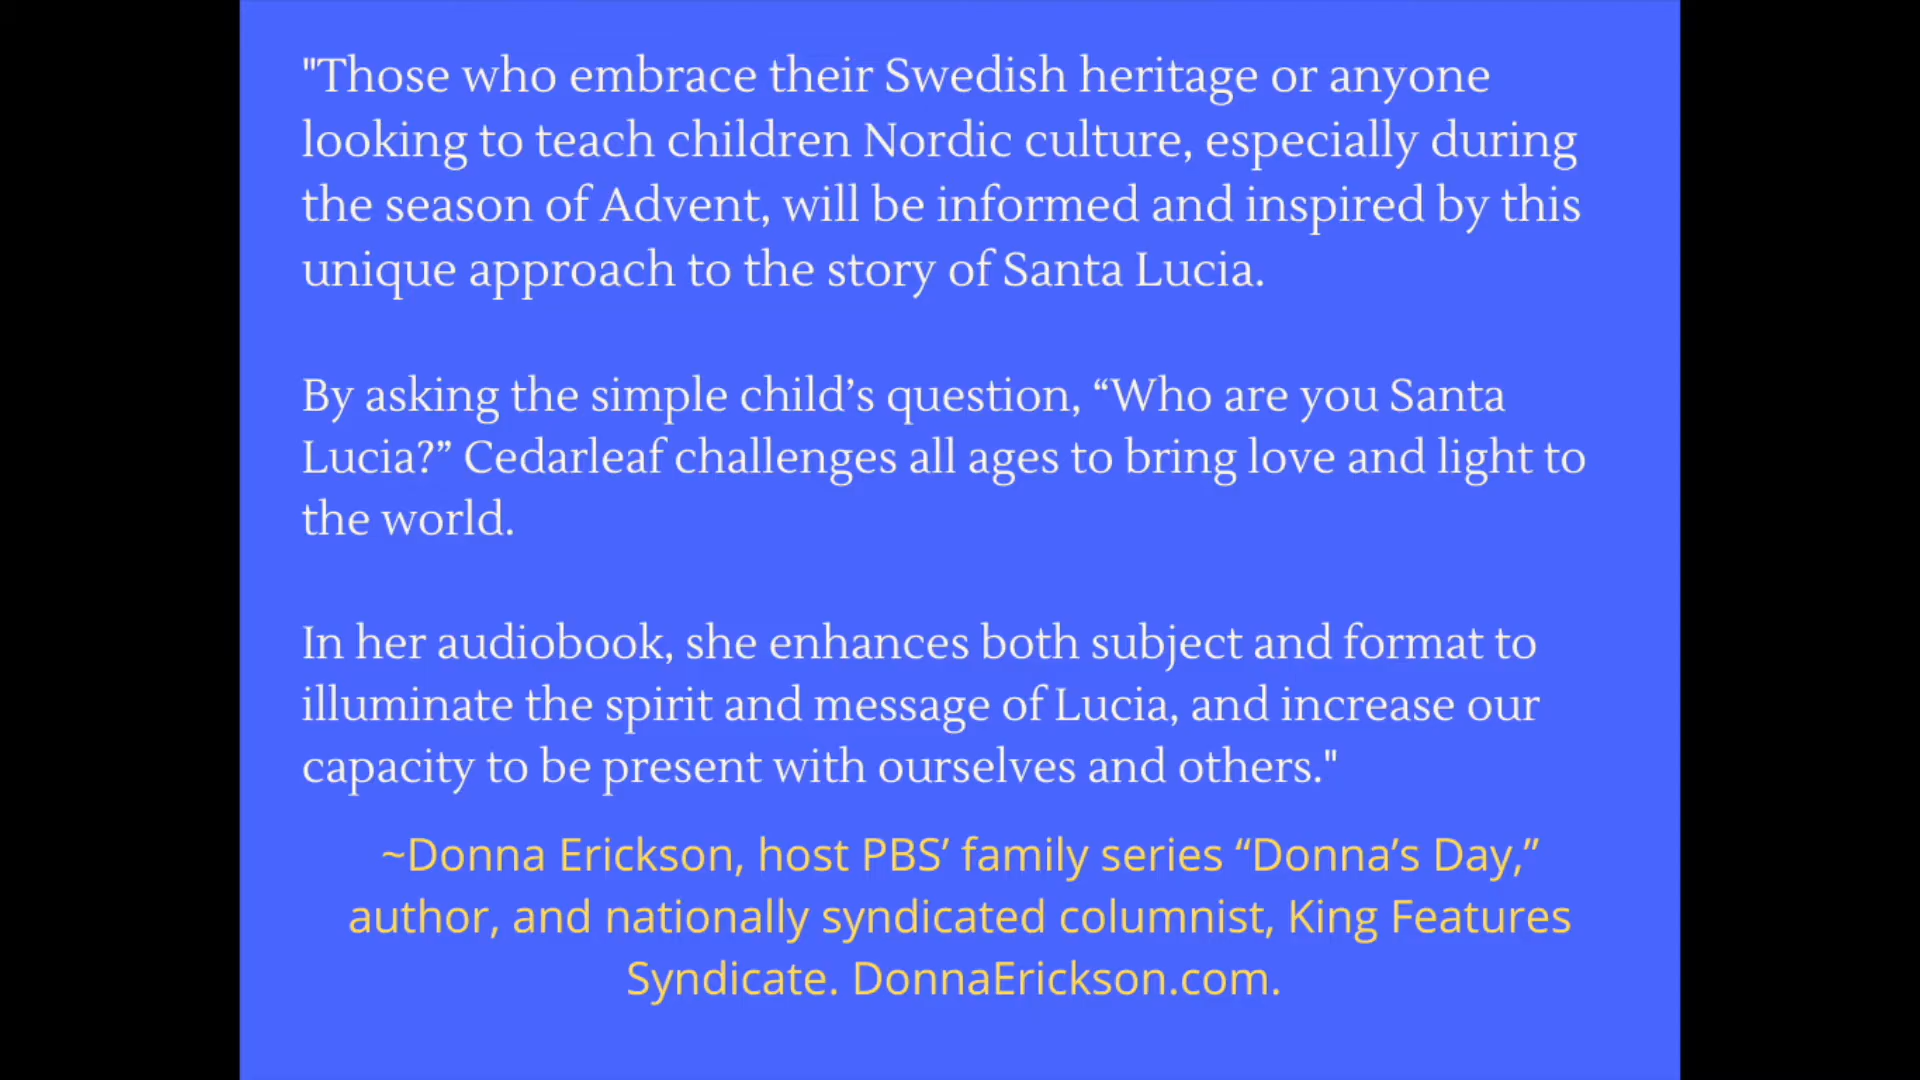 "Those who embrace their Swedish heritage or anyone
looking to teach children Nordic culture, especially during
the season of Advent, will be informed and inspired by this
unique approach to the story of Santa Lucia.
By asking the simple child’s question, “Who are you Santa
Lucia?” Cedarleaf challenges all ages to bring love and light to
the world.
In her audiobook, she enhances both subject and format to
illuminate the spirit and message of Lucia, and increase our
capacity to be present with ourselves and others."
~Donna Erickson, host PBS’ family series “Donna’s Day,”
author, and nationally syndicated columnist, King Features
Syndicate. DonnaErickson.com.